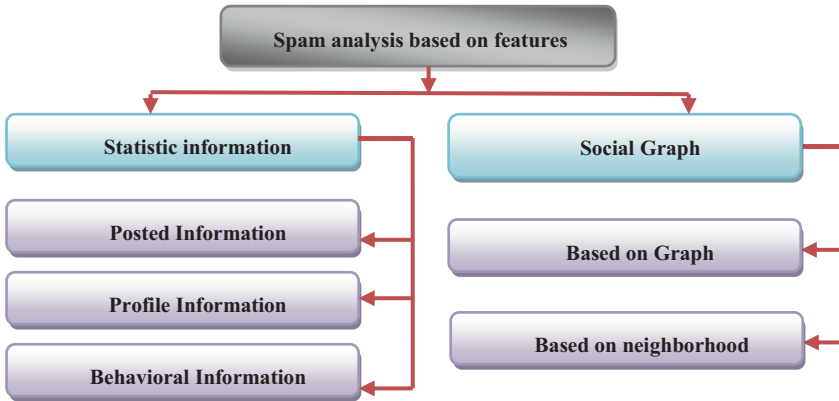 Spam analysis based on features
Statistic information
Posted Information
Profile Information
Behavioral Information
Social Graph
Based on Graph
Based on neighborhood